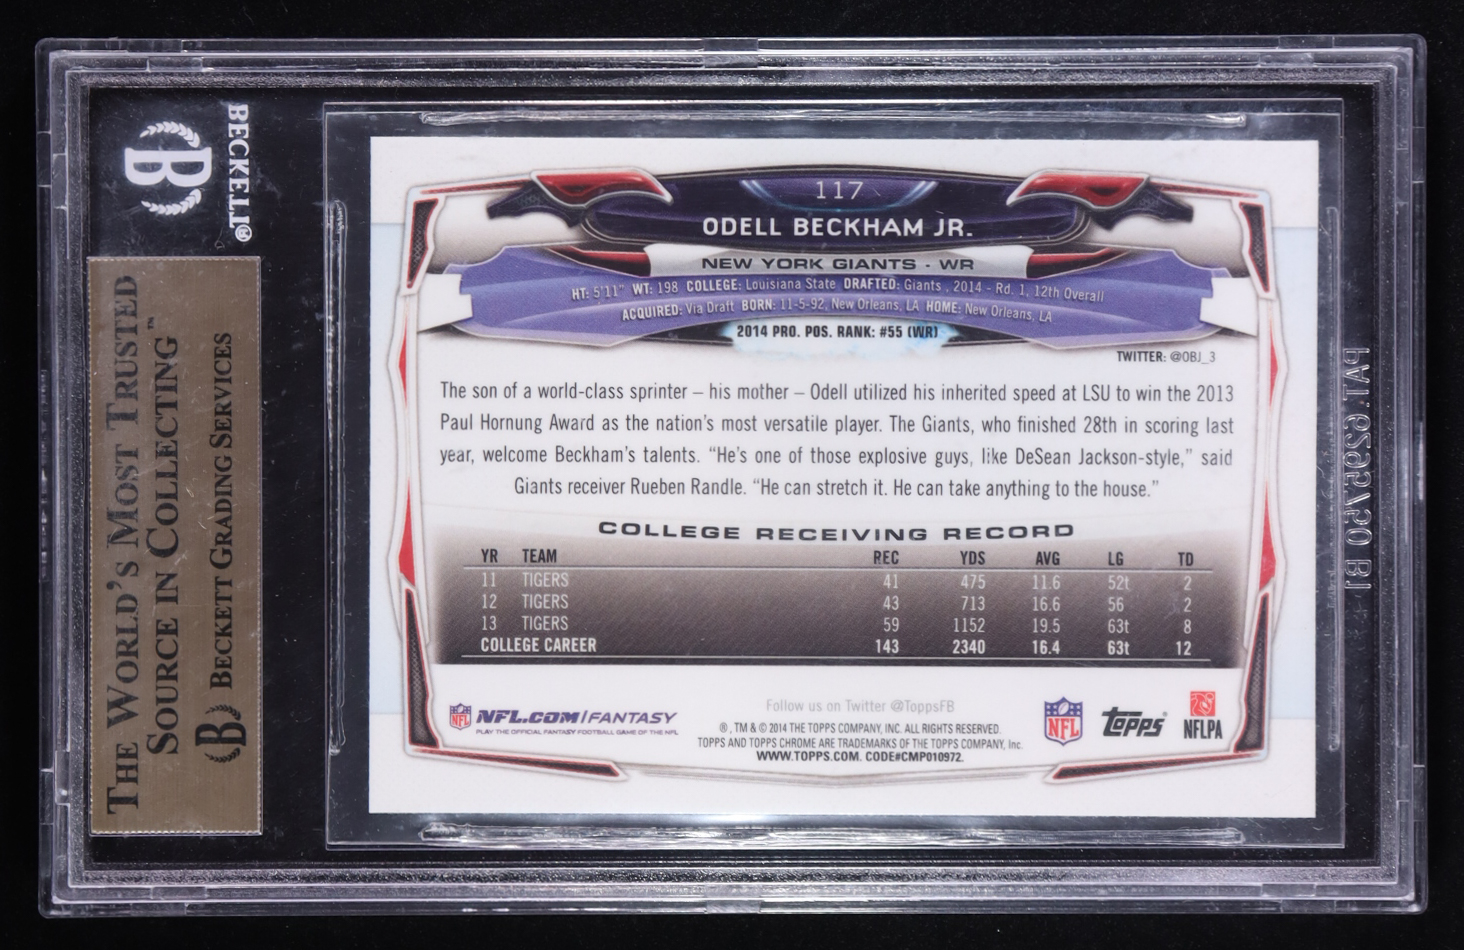 BECKETT®
B
THE WORLD'S MOST TRUSTED
SOURCE IN COLLECTING™
B BECKETT GRADING SERVICES
117
ODELL BECKHAM JR.
NEW YORK GIANTS - WR
HT: 5'11" WT: 198 COLLEGE: Louisiana State DRAFTED: Giants , 2014 - Rd. 1, 12th Overall
ACQUIRED: Via Draft BORN: 11-5-92, New Orleans, LA HOME: New Orleans, LA
2014 PRO. POS. RANK: #55 (WR)
TWITTER: @OBJ_3
The son of a world-class sprinter – his mother – Odell utilized his inherited speed at LSU to win the 2013
Paul Hornung Award as the nation's most versatile player. The Giants, who finished 28th in scoring last
year, welcome Beckham's talents. “He's one of those explosive guys, like DeSean Jackson-style,” said
Giants receiver Rueben Randle. “He can stretch it. He can take anything to the house.”
COLLEGE RECEIVING RECORD
YR TEAM REC YDS AVG LG TD
11 TIGERS 41 475 11.6 52t 2
12 TIGERS 43 713 16.6 56 2
13 TIGERS 59 1152 19.5 63t 8
COLLEGE CAREER 143 2340 16.4 63t 12
NFL NFL.COM/FANTASY
PLAY THE OFFICIAL FANTASY FOOTBALL GAME OF THE NFL
Follow us on Twitter @ToppsFB
®, TM & © 2014 THE TOPPS COMPANY, INC. ALL RIGHTS RESERVED.
TOPPS AND TOPPS CHROME ARE TRADEMARKS OF THE TOPPS COMPANY, Inc.
WWW.TOPPS.COM. CODE#CMP010972.
NFL
Topps®
NFLPA